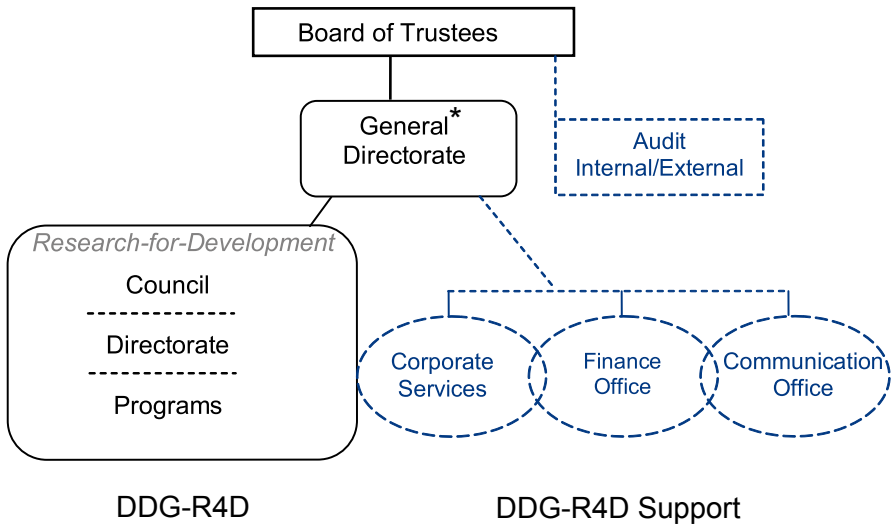 Board of Trustees
General*
Directorate
Audit
Internal/External
Research-for-Development
Council
Directorate
Programs
Corporate
Services
Finance
Office
Communication
Office
DDG-R4D
DDG-R4D Support